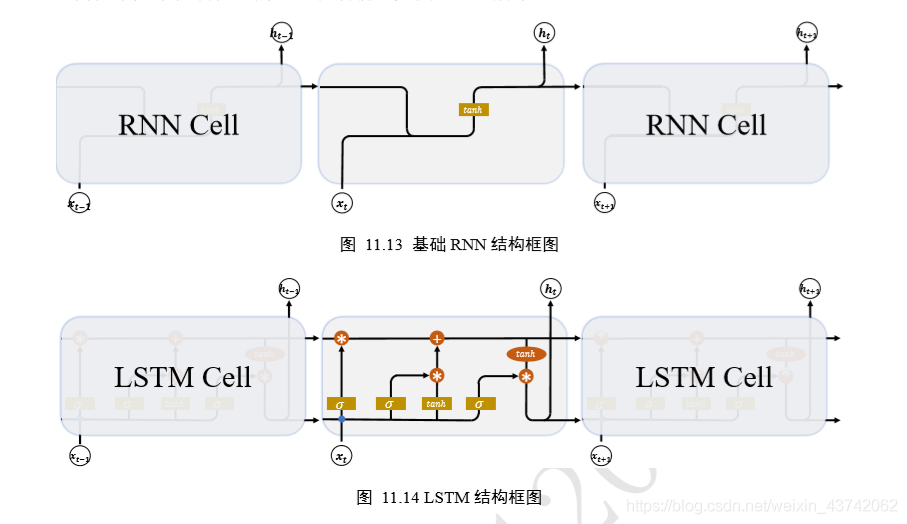 h_{t-1} h_t h_{t+1}
tanh
RNN Cell RNN Cell
x_{t-1} x_t x_{t+1}
图 11.13 基础 RNN 结构框图
h_{t-1} h_t h_{t+1}
* +
tanh tanh tanh
* *
LSTM Cell LSTM Cell
σ σ tanh σ
x_{t-1} x_t x_{t+1}
图 11.14 LSTM 结构框图
https://blog.csdn.net/weixin_43742062